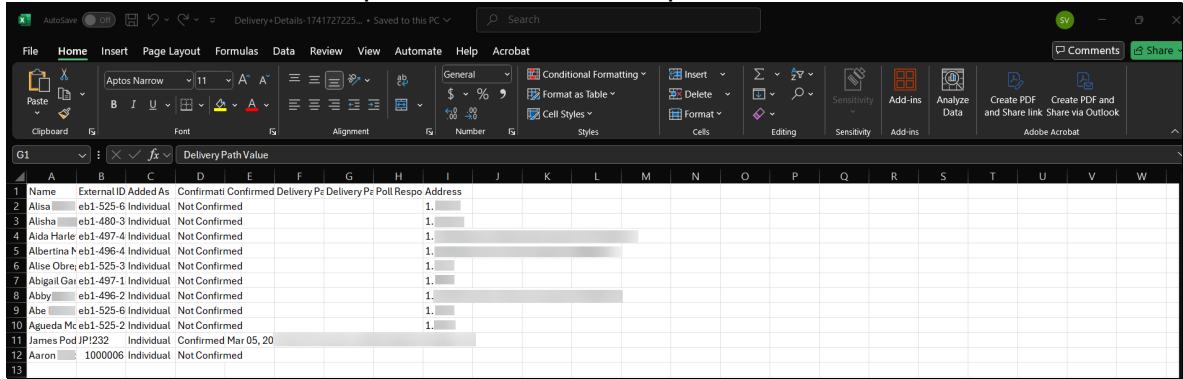 AutoSave Off Delivery+Details-1741727225... • Saved to this PC Search SV
File Home Insert Page Layout Formulas Data Review View Automate Help Acrobat Comments Share
Paste Aptos Narrow 11 A A General Conditional Formatting Insert Sensitivity Add-ins Analyze Data Create PDF and Share link Create PDF and Share via Outlook
B I U A $ % Format as Table Delete
Cell Styles Format
Clipboard Font Alignment Number Styles Cells Editing Sensitivity Add-ins Adobe Acrobat
G1 fx Delivery Path Value
A B C D E F G H I J K L M N O P Q R S T U V W
1 Name External ID Added As Confirmati Confirmed Delivery Pa Delivery Pa Poll Respo Address
2 Alisa eb1-525-6 Individual Not Confirmed 1.
3 Alisha eb1-480-3 Individual Not Confirmed 1.
4 Aida Harle eb1-497-4 Individual Not Confirmed 1.
5 Albertina eb1-496-4 Individual Not Confirmed 1.
6 Alise Obre eb1-525-3 Individual Not Confirmed 1.
7 Abigail Gar eb1-497-1 Individual Not Confirmed 1.
8 Abby eb1-496-2 Individual Not Confirmed 1.
9 Abe eb1-525-6 Individual Not Confirmed 1.
10 Agueda Mc eb1-525-2 Individual Not Confirmed 1.
11 James Pod JP!232 Individual Confirmed Mar 05, 20
12 Aaron 1000006 Individual Not Confirmed
13